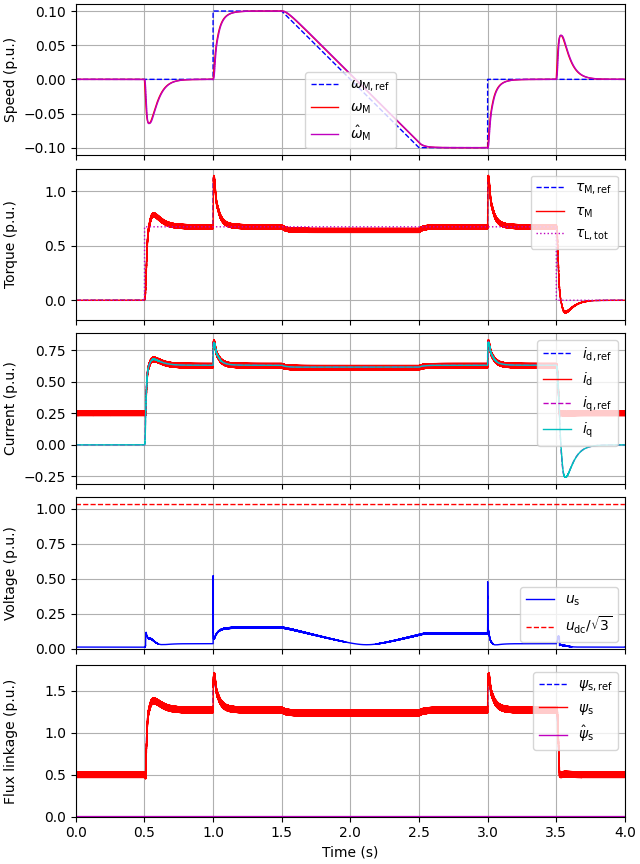 Speed (p.u.)
0.10
0.05
0.00
−0.05
−0.10
ω_M,ref
ω_M
ω̂_M
Torque (p.u.)
1.0
0.5
0.0
τ_M,ref
τ_M
τ_L,tot
Current (p.u.)
0.75
0.50
0.25
0.00
−0.25
i_d,ref
i_d
i_q,ref
i_q
Voltage (p.u.)
1.00
0.75
0.50
0.25
0.00
u_s
u_dc/√3
Flux linkage (p.u.)
1.5
1.0
0.5
0.0
ψ_s,ref
ψ_s
ψ̂_s
0.0 0.5 1.0 1.5 2.0 2.5 3.0 3.5 4.0
Time (s)